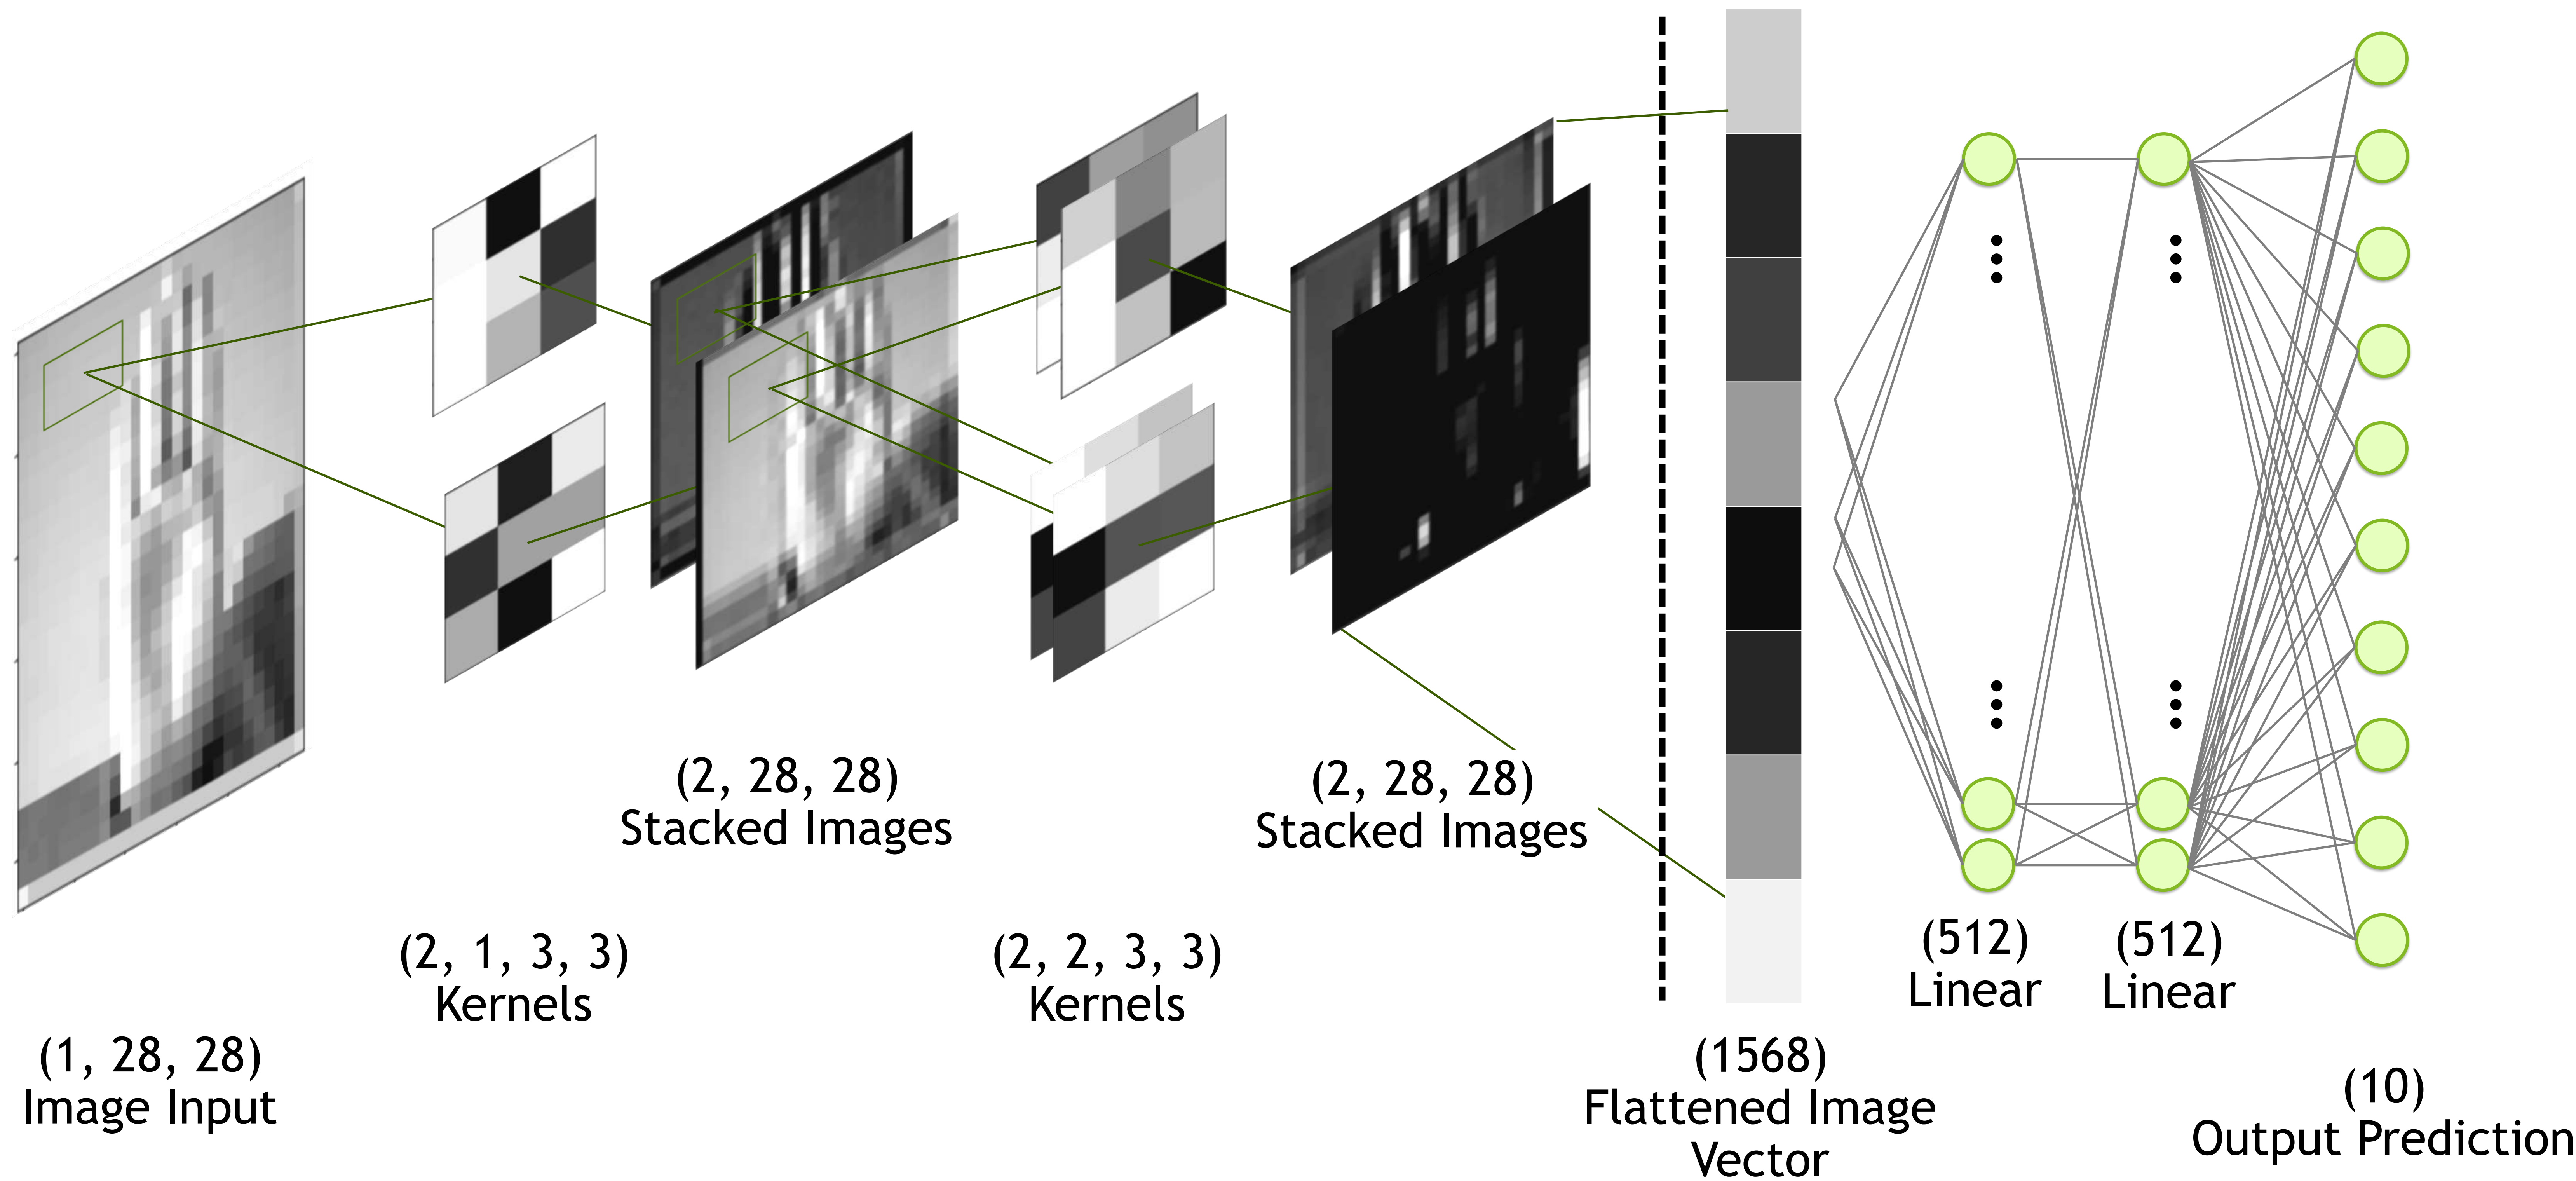 (1, 28, 28)
Image Input
(2, 1, 3, 3)
Kernels
(2, 28, 28)
Stacked Images
(2, 2, 3, 3)
Kernels
(2, 28, 28)
Stacked Images
(1568)
Flattened Image
Vector
(512)
Linear
(512)
Linear
(10)
Output Prediction